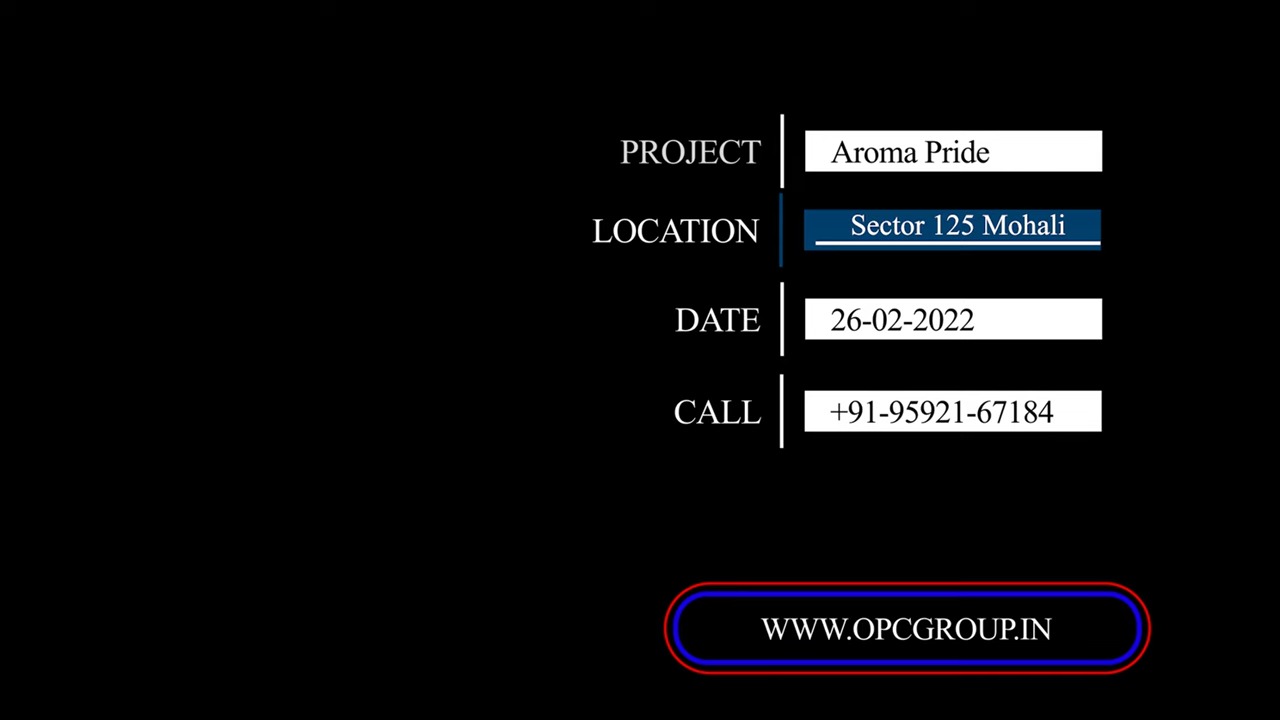 PROJECT Aroma Pride
LOCATION Sector 125 Mohali
DATE 26-02-2022
CALL +91-95921-67184
WWW.OPCGROUP.IN